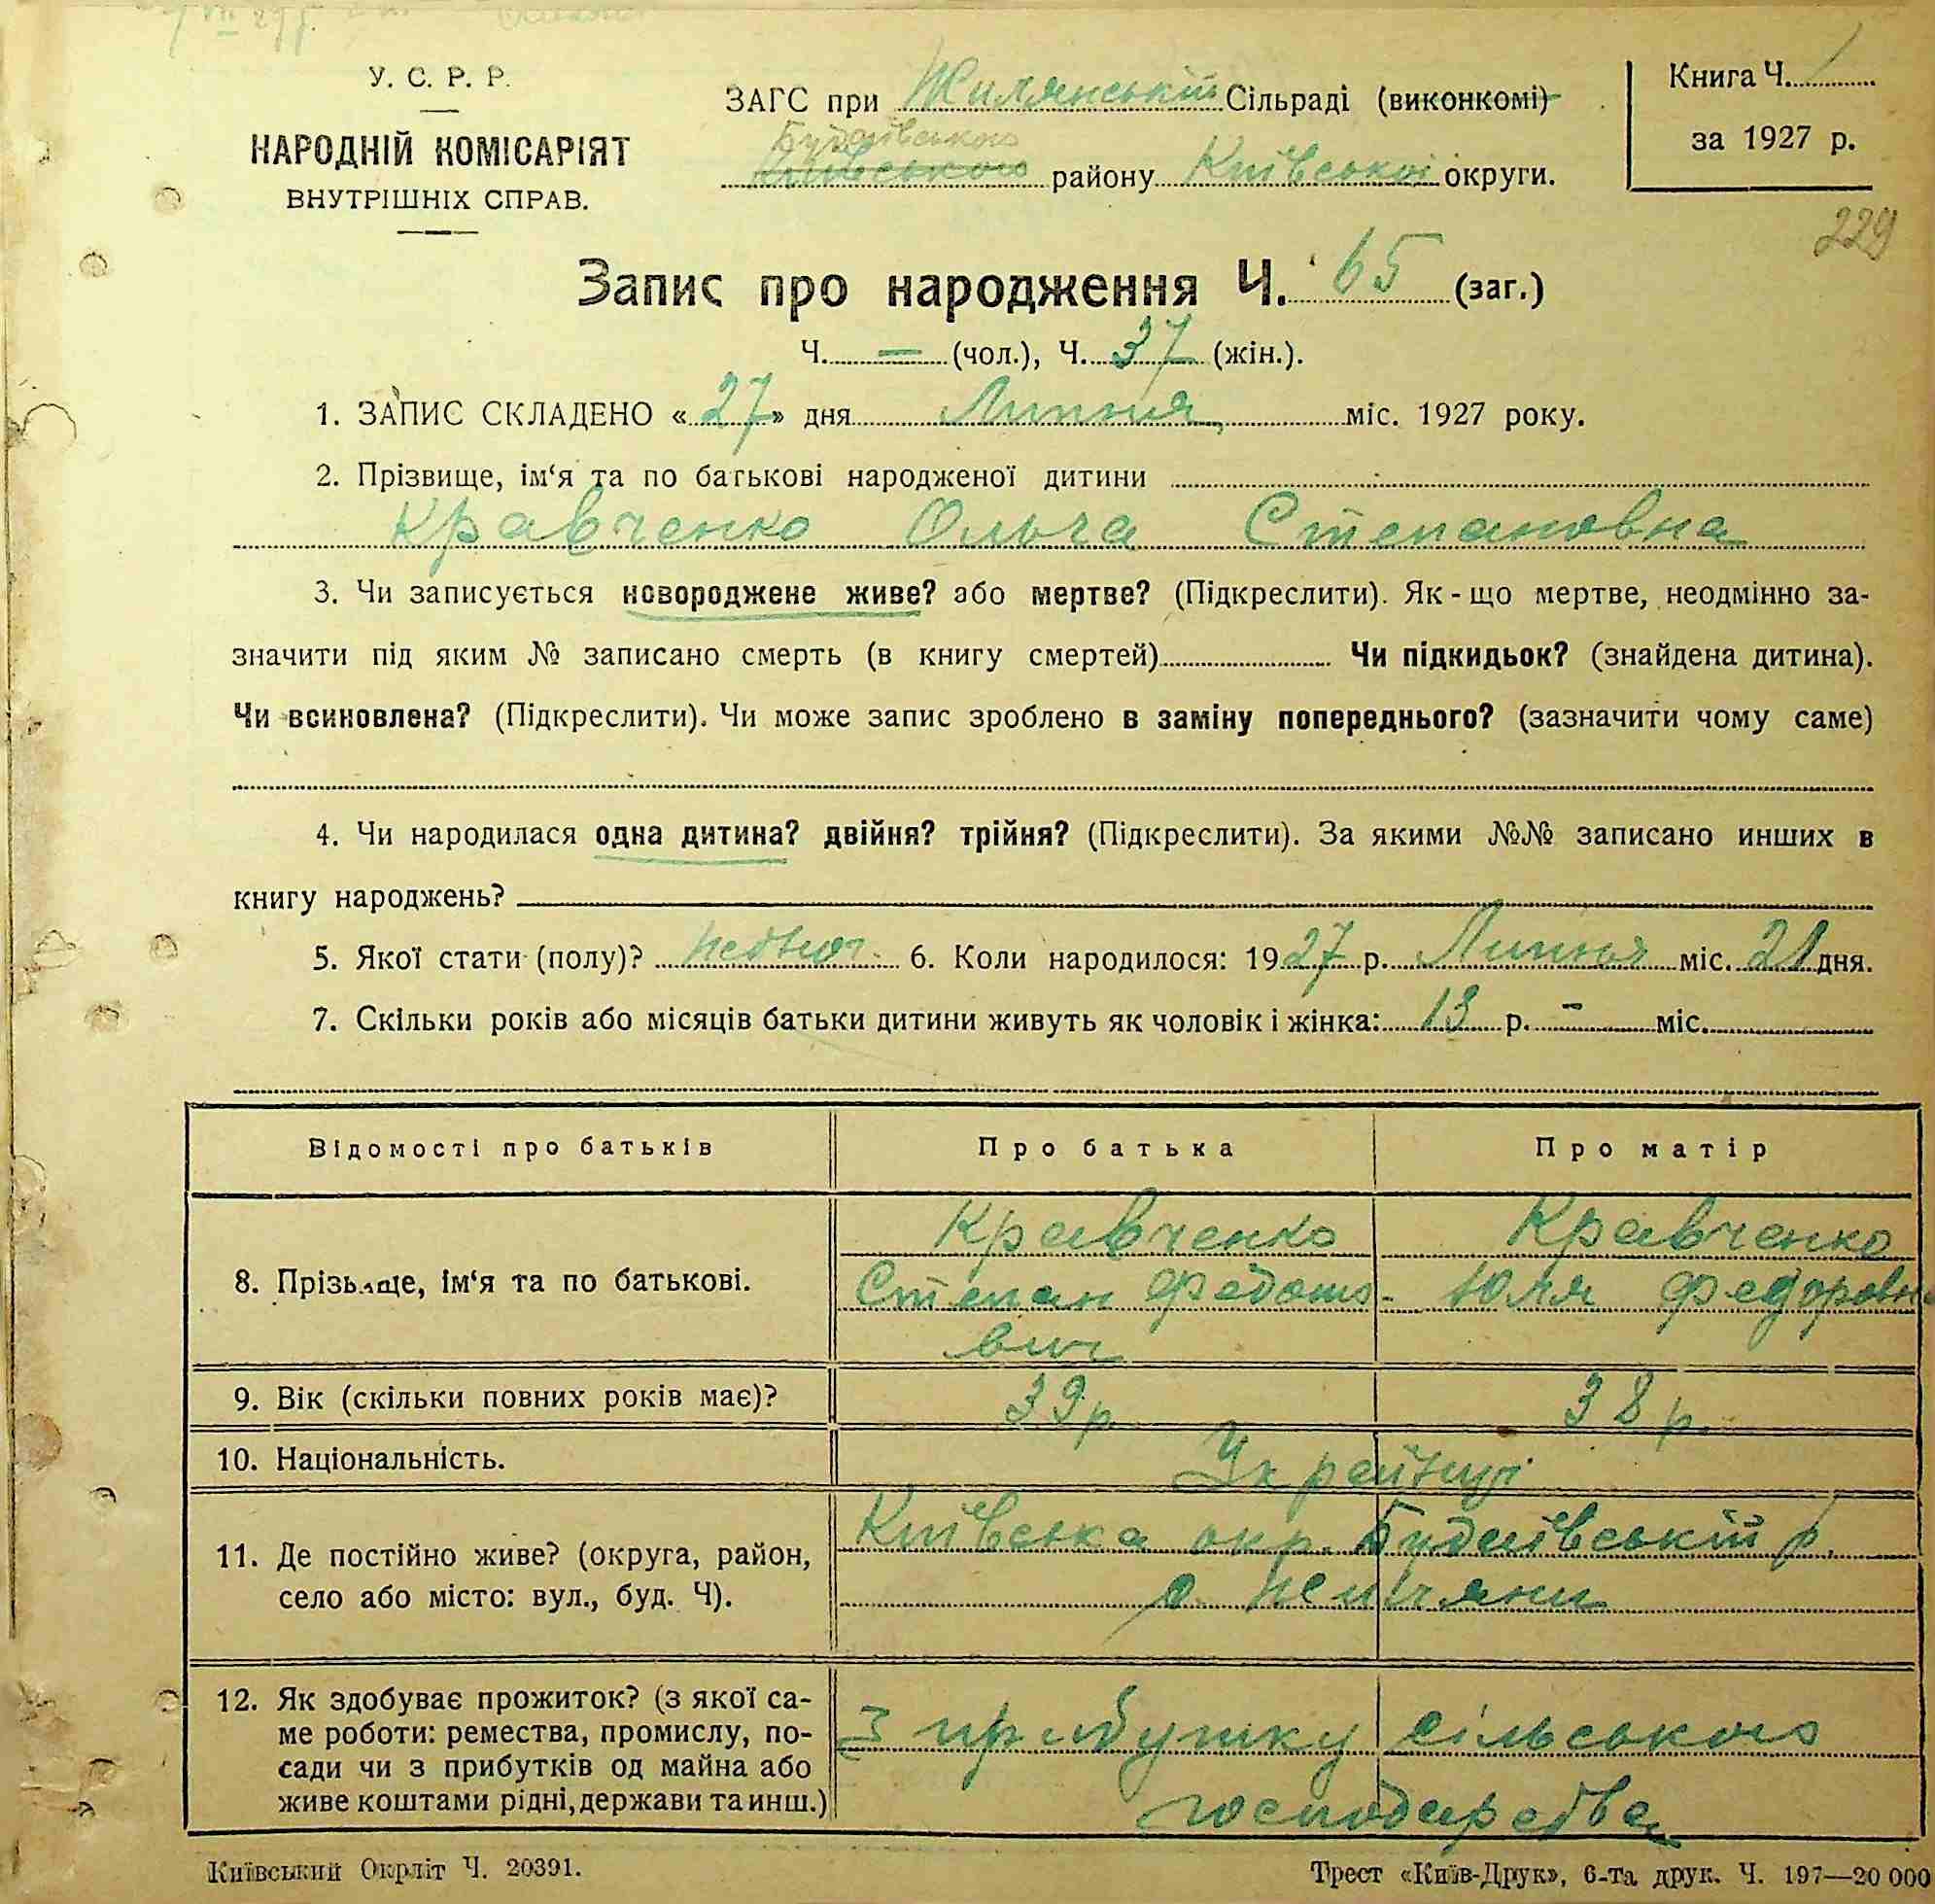 У. С. Р. Р.
НАРОДНІЙ КОМІСАРІЯТ
ВНУТРІШНІХ СПРАВ.
ЗАГС при Жилянській Сільраді (виконкомі)
Будаївського
Київського району Київської округи.
Книга Ч. 1
за 1927 р.
229
Запис про народження Ч. 65 (заг.)
Ч. — (чол.), Ч. 37 (жін.).
1. ЗАПИС СКЛАДЕНО «27» дня Липня міс. 1927 року.
2. Прізвище, ім‘я та по батькові народженої дитини
Кравченко Ольга Степановна
3. Чи записується новороджене живе? або мертве? (Підкреслити). Як-що мертве, неодмінно за-
значити під яким № записано смерть (в книгу смертей) Чи підкидьок? (знайдена дитина).
Чи всиновлена? (Підкреслити). Чи може запис зроблено в заміну попереднього? (зазначити чому саме)
4. Чи народилася одна дитина? двійня? трійня? (Підкреслити). За якими №№ записано инших в
книгу народжень?
5. Якої стати (полу)? 6. Коли народилося: 1927 р. Липня міс. 21 дня.
7. Скільки років або місяців батьки дитини живуть як чоловік і жінка: 13 р. – міс.
Відомості про батьків Про батька Про матір
8. Прізвище, ім‘я та по батькові.
Кравченко
Степан Федото-
вич
Кравченко
Юля Федоровна
9. Вік (скільки повних років має)? 39 р. 38 р.
10. Національність. Українці
11. Де постійно живе? (округа, район,
село або місто: вул., буд. Ч).
Київська окр. Будаївській р.
с.
12. Як здобуває прожиток? (з якої са-
ме роботи: ремества, промислу, по-
сади чи з прибутків од майна або
живе коштами рідні, держави та инш.)
З прибутку сільського
господарства
Київський Окрліт Ч. 20391.
Трест «Київ-Друк», 6-та друк. Ч. 197—20 000